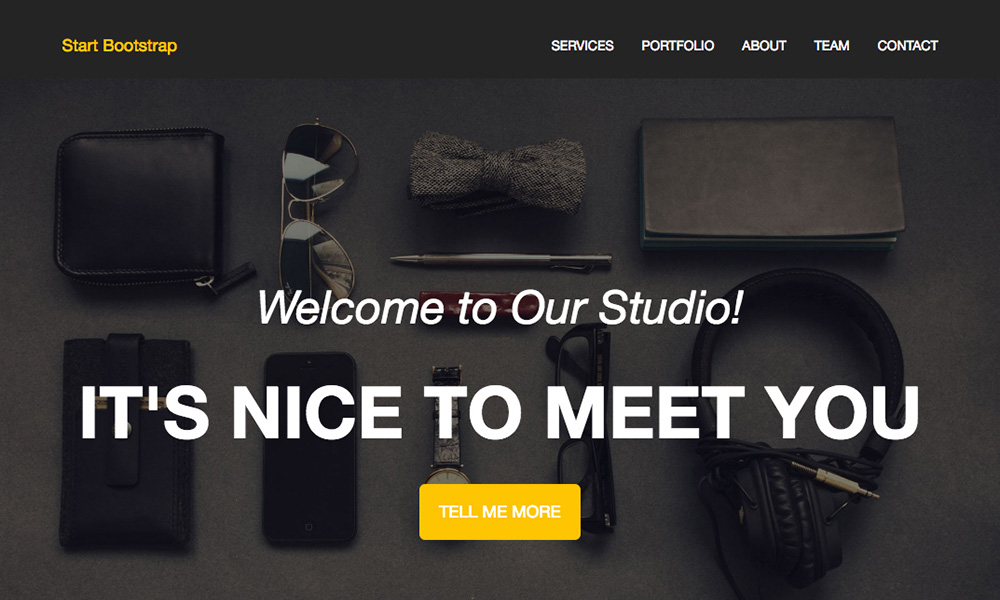 Start Bootstrap
SERVICES PORTFOLIO ABOUT TEAM CONTACT
Welcome to Our Studio!
IT'S NICE TO MEET YOU
TELL ME MORE